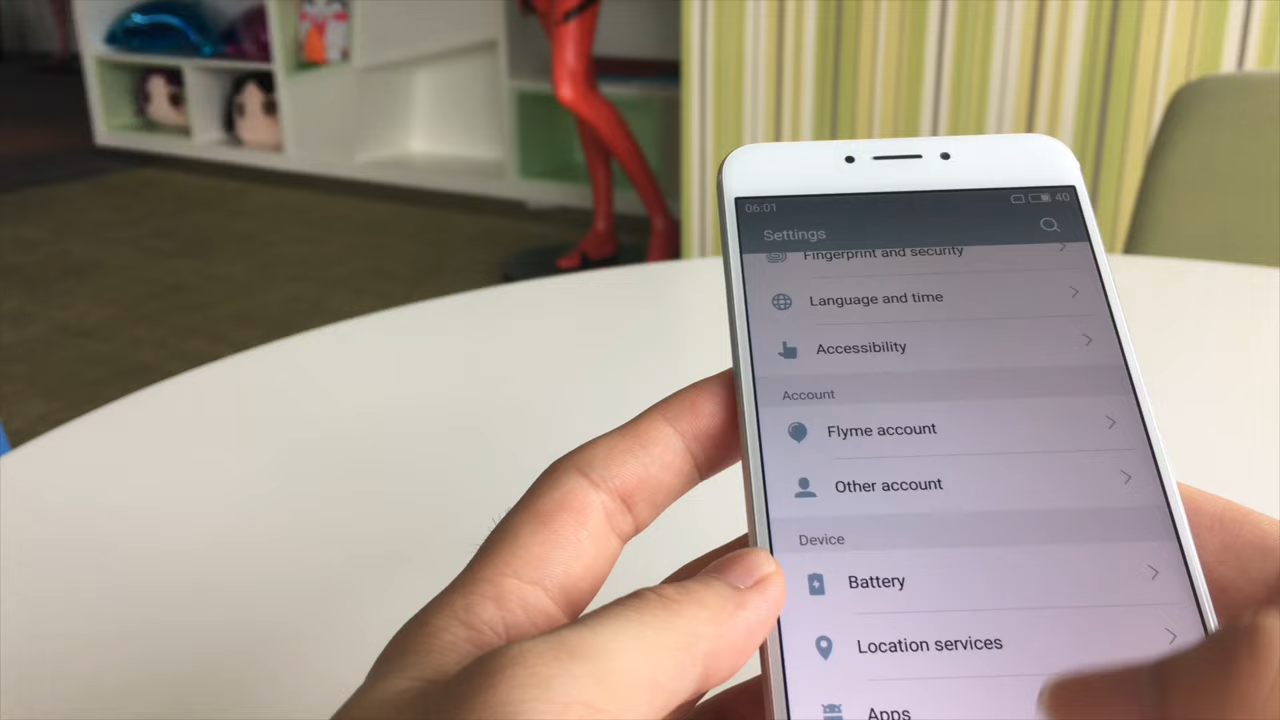 06:01 40
Settings
Fingerprint and security
Language and time
Accessibility
Account
Flyme account
Other account
Device
Battery
Location services
Apps